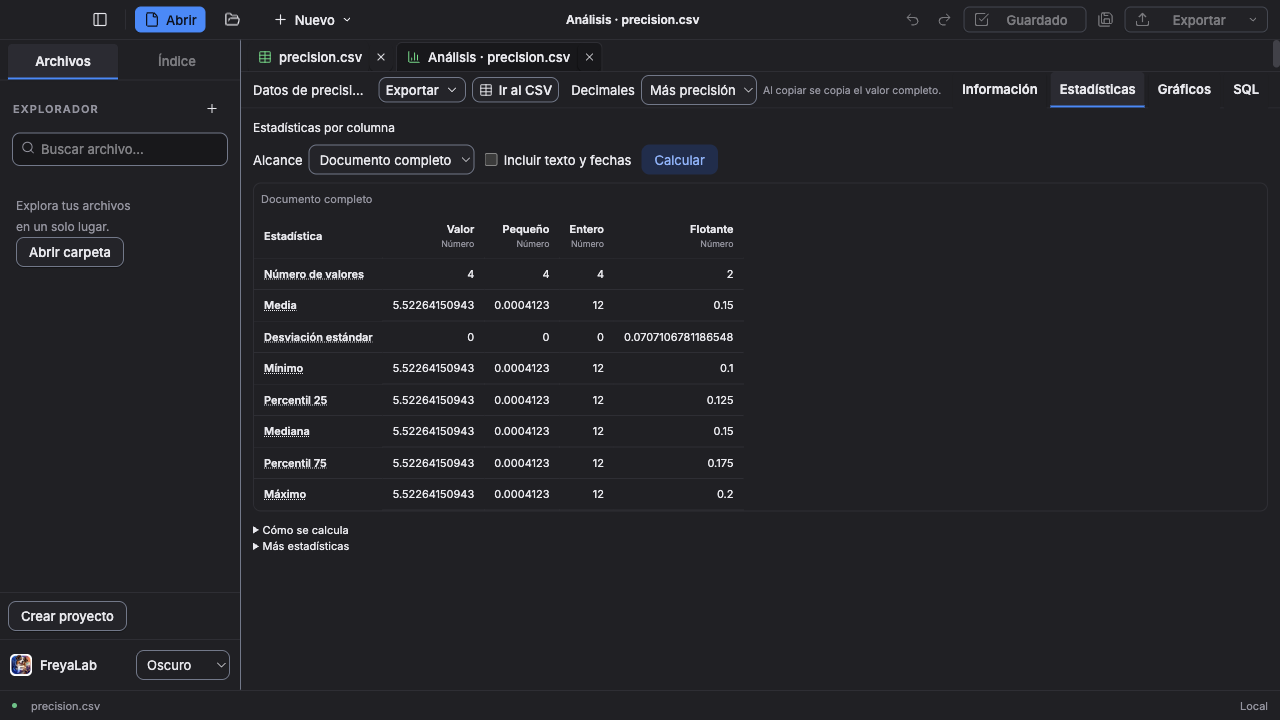 Abrir
Nuevo
Análisis · precision.csv
Guardado
Exportar
Archivos
Índice
precision.csv
Análisis · precision.csv
Datos de precisi...
Exportar
Ir al CSV
Decimales
Más precisión
Al copiar se copia el valor completo.
Información
Estadísticas
Gráficos
SQL
EXPLORADOR
Buscar archivo...
Explora tus archivos
en un solo lugar.
Abrir carpeta
Estadísticas por columna
Alcance
Documento completo
Incluir texto y fechas
Calcular
Documento completo
Estadística Valor Pequeño Entero Flotante
Número Número Número Número
Número de valores 4 4 4 2
Media 5.52264150943 0.0004123 12 0.15
Desviación estándar 0 0 0 0.0707106781186548
Mínimo 5.52264150943 0.0004123 12 0.1
Percentil 25 5.52264150943 0.0004123 12 0.125
Mediana 5.52264150943 0.0004123 12 0.15
Percentil 75 5.52264150943 0.0004123 12 0.175
Máximo 5.52264150943 0.0004123 12 0.2
Cómo se calcula
Más estadísticas
Crear proyecto
FreyaLab
Oscuro
precision.csv
Local